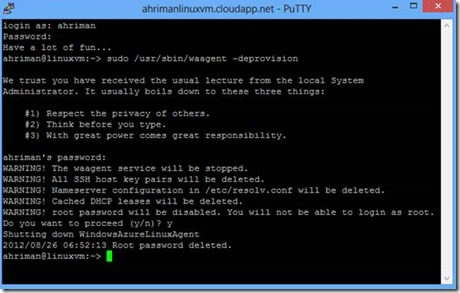 ahrimanlinuxvm.cloudapp.net - PuTTY
login as: ahriman
Password:
Have a lot of fun...
ahriman@linuxvm:~> sudo /usr/sbin/waagent -deprovision
We trust you have received the usual lecture from the local System
Administrator. It usually boils down to these three things:
#1) Respect the privacy of others.
#2) Think before you type.
#3) With great power comes great responsibility.
ahriman's password:
WARNING! The waagent service will be stopped.
WARNING! All SSH host key pairs will be deleted.
WARNING! Nameserver configuration in /etc/resolv.conf will be deleted.
WARNING! Cached DHCP leases will be deleted.
WARNING! root password will be disabled. You will not be able to login as root.
Do you want to proceed (y/n)? y
Shutting down WindowsAzureLinuxAgent
2012/08/26 06:52:13 Root password deleted.
ahriman@linuxvm:~>